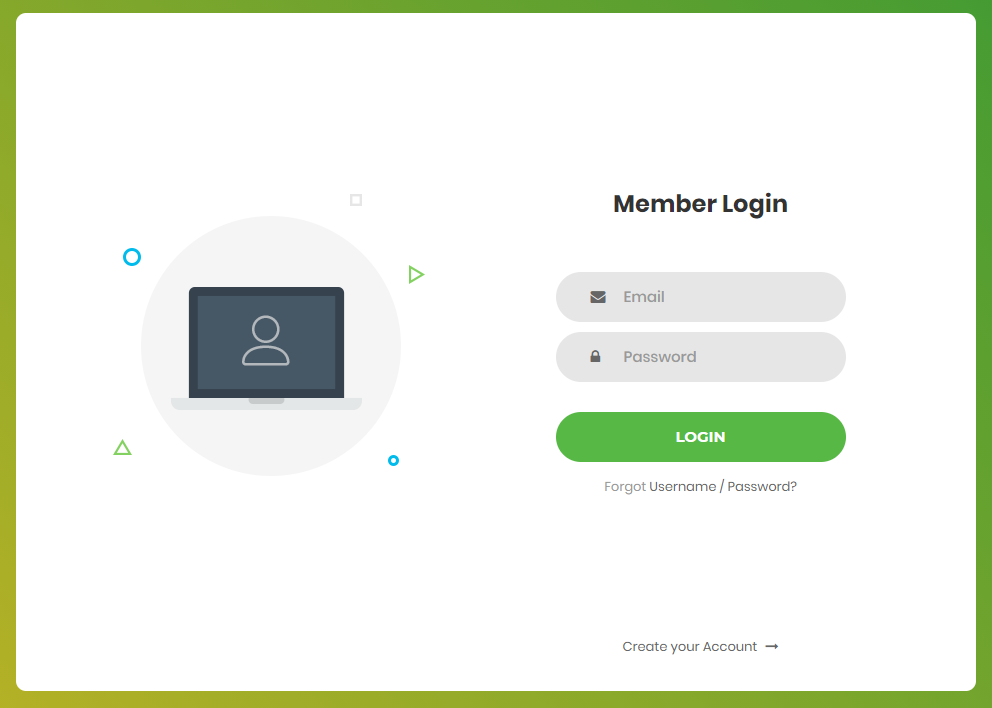 Member Login
Email
Password
LOGIN
Forgot Username / Password?
Create your Account